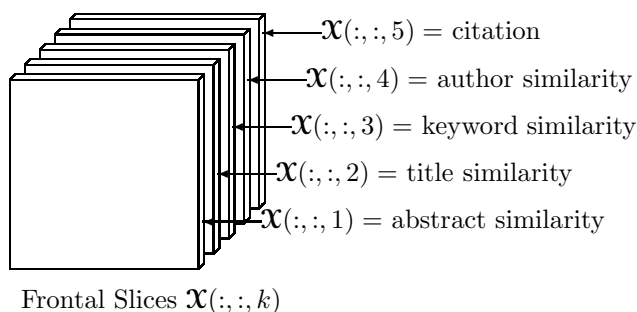 𝓧(:,:,5) = citation
𝓧(:,:,4) = author similarity
𝓧(:,:,3) = keyword similarity
𝓧(:,:,2) = title similarity
𝓧(:,:,1) = abstract similarity
Frontal Slices 𝓧(:,:,k)